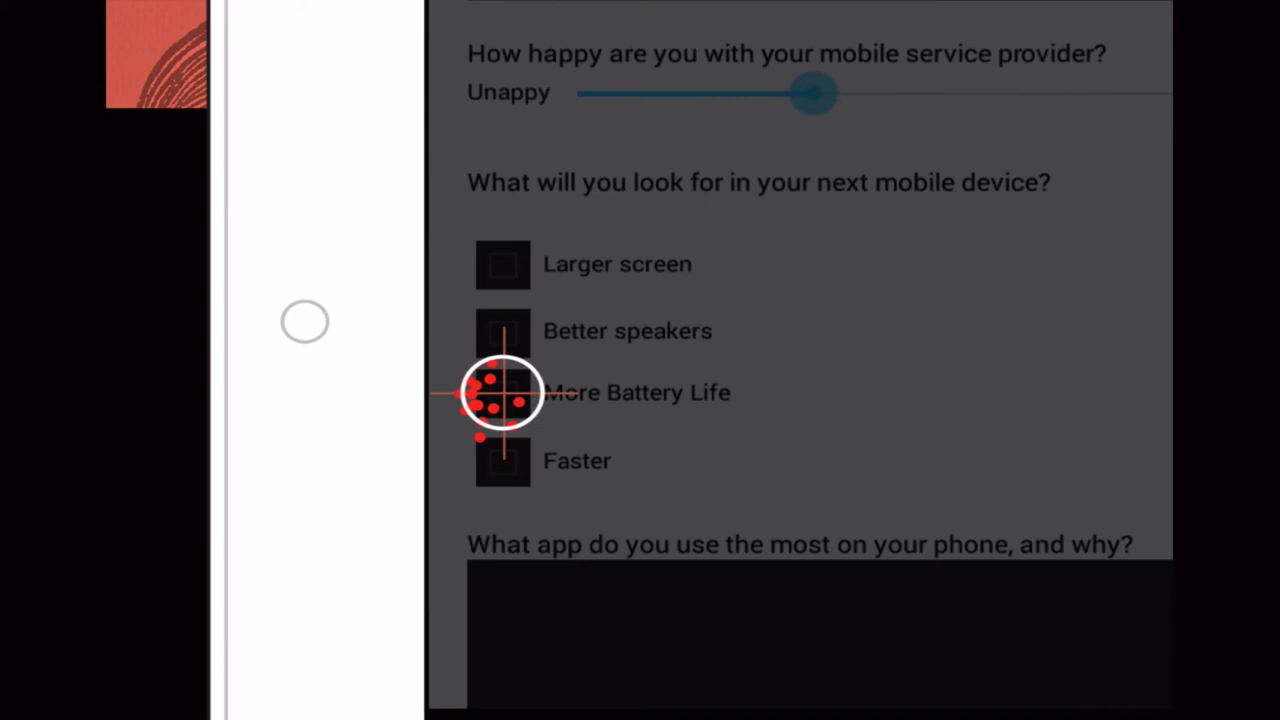 How happy are you with your mobile service provider?
Unappy
What will you look for in your next mobile device?
Larger screen
Better speakers
More Battery Life
Faster
What app do you use the most on your phone, and why?